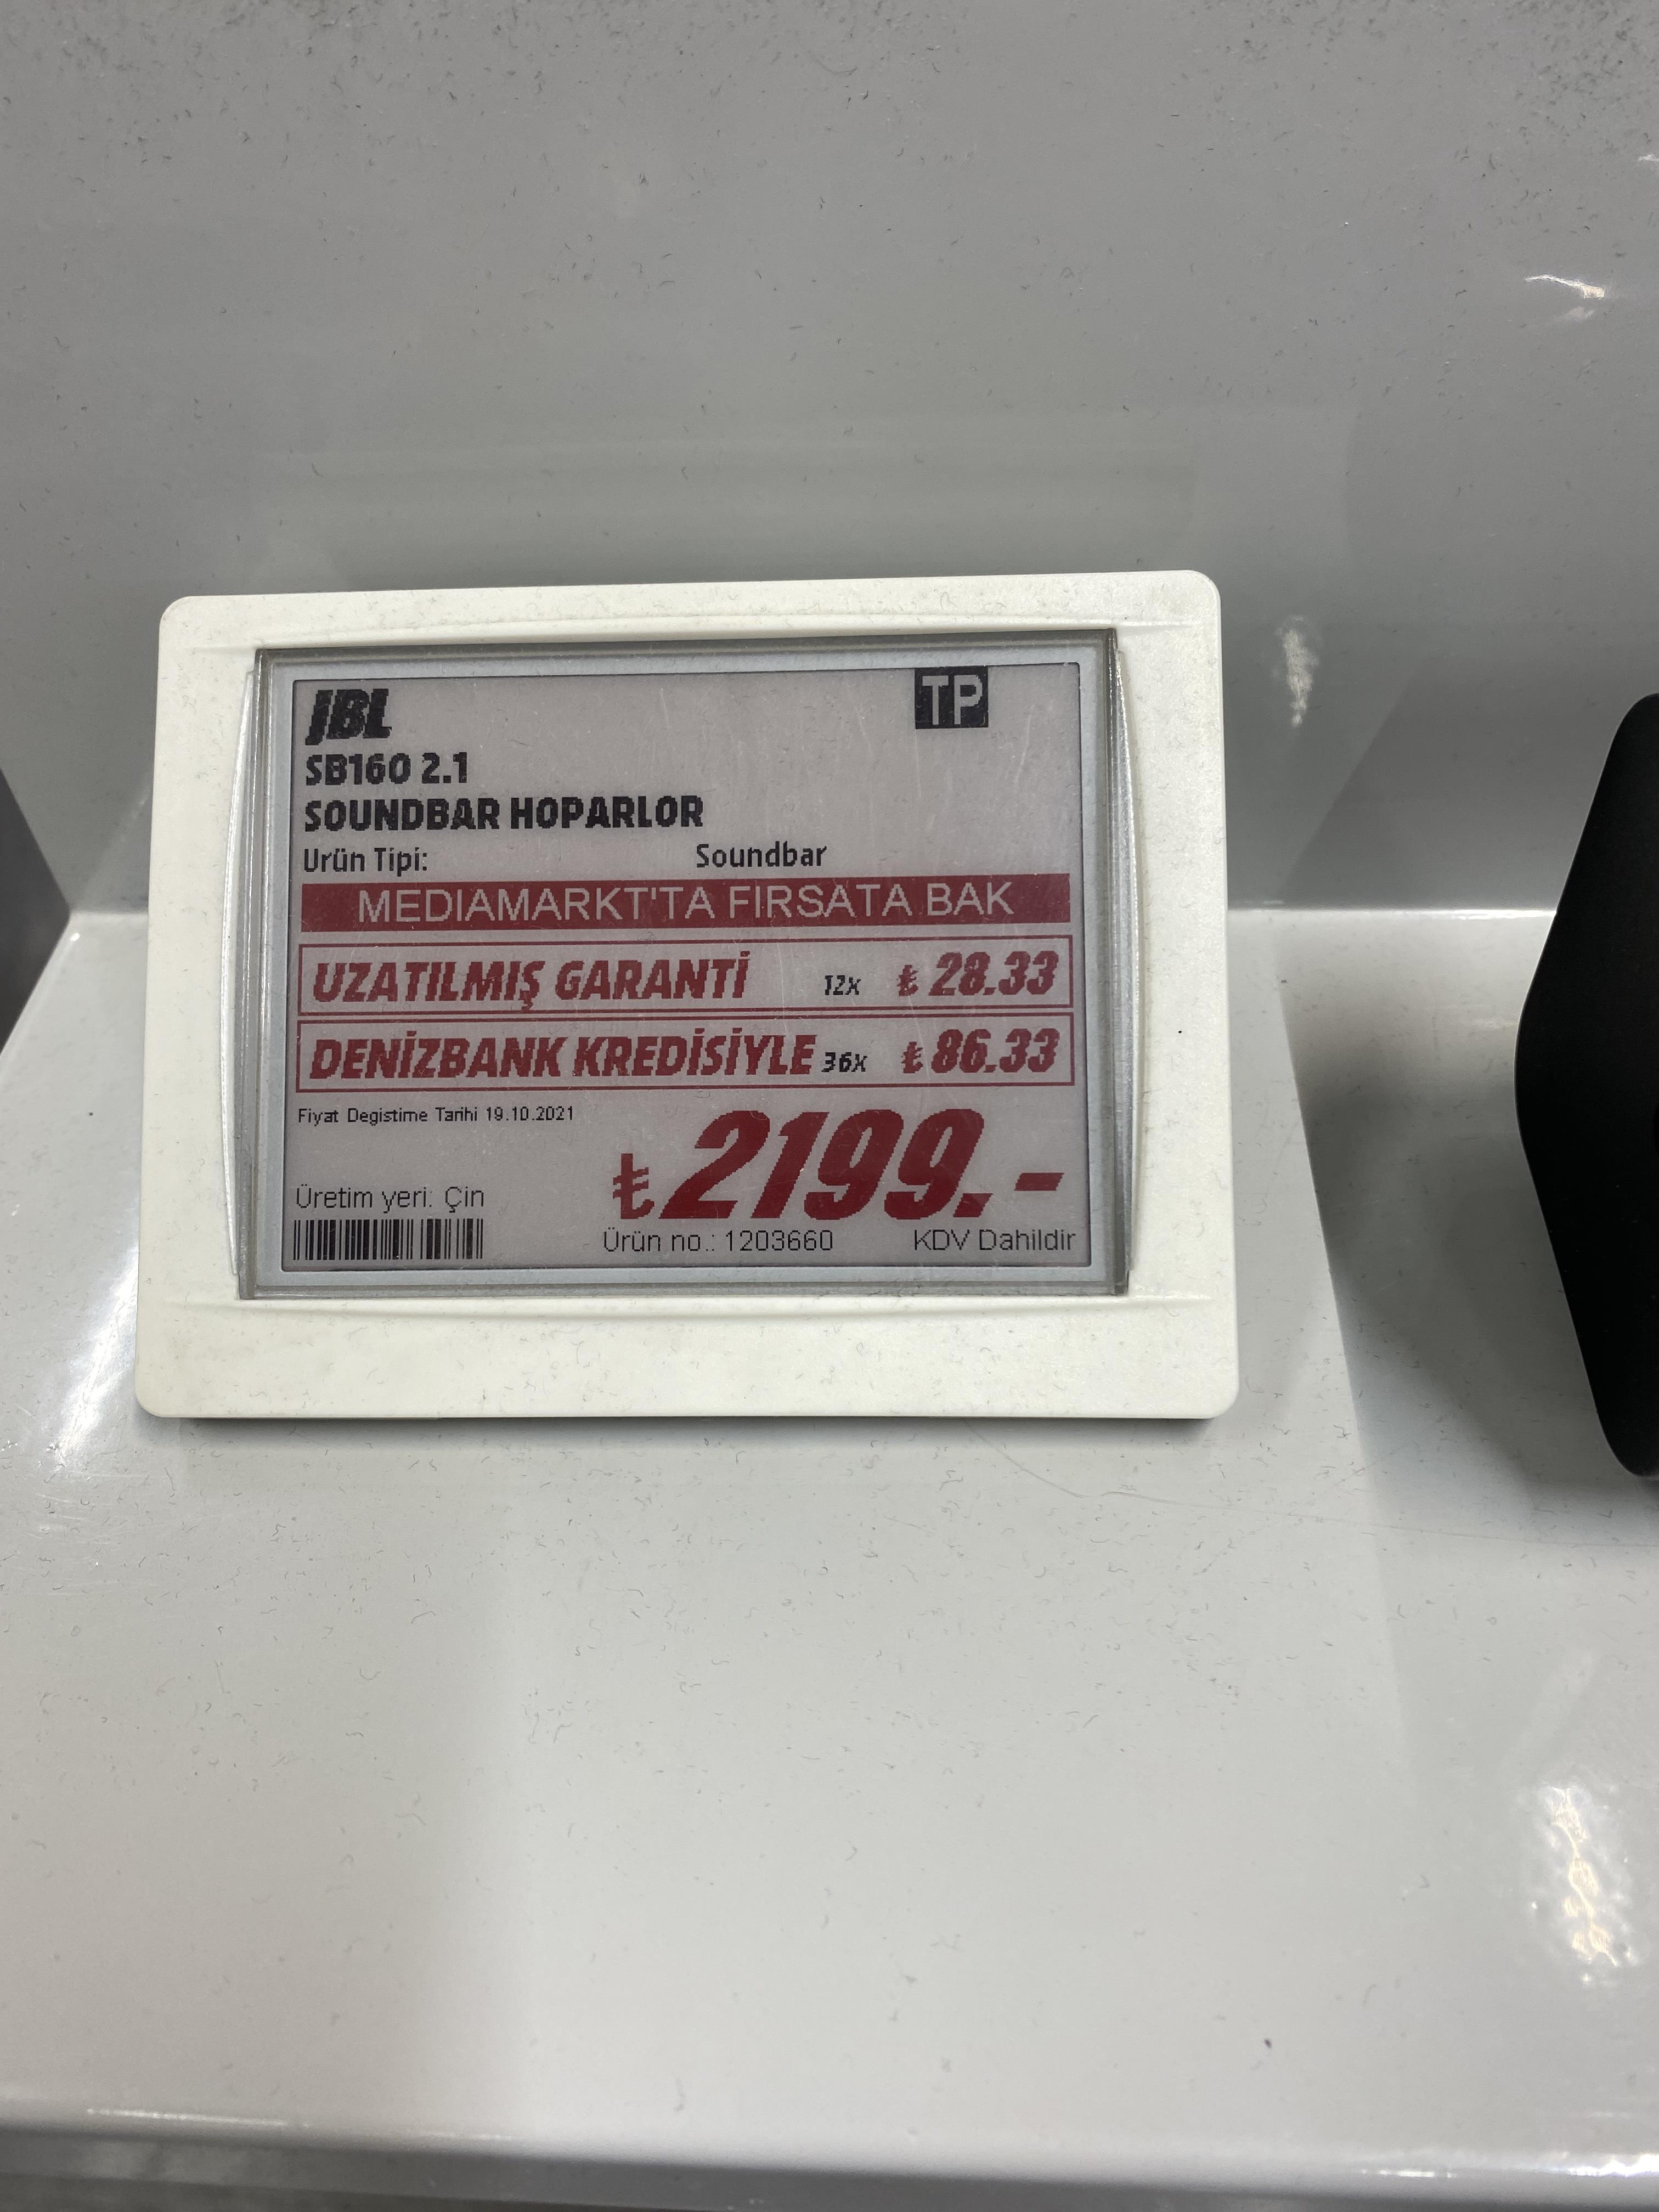 JBL
TP
SB160 2.1
SOUNDBAR HOPARLOR
Urün Tipi: Soundbar
MEDIAMARKT'TA FIRSATA BAK
UZATILMIŞ GARANTİ 12x ₺ 28.33
DENİZBANK KREDİSİYLE 36x ₺ 86.33
Fiyat Degistirme Tarihi 19.10.2021
₺2199.-
Üretim yeri: Çin
Ürün no.: 1203660 KDV Dahildir